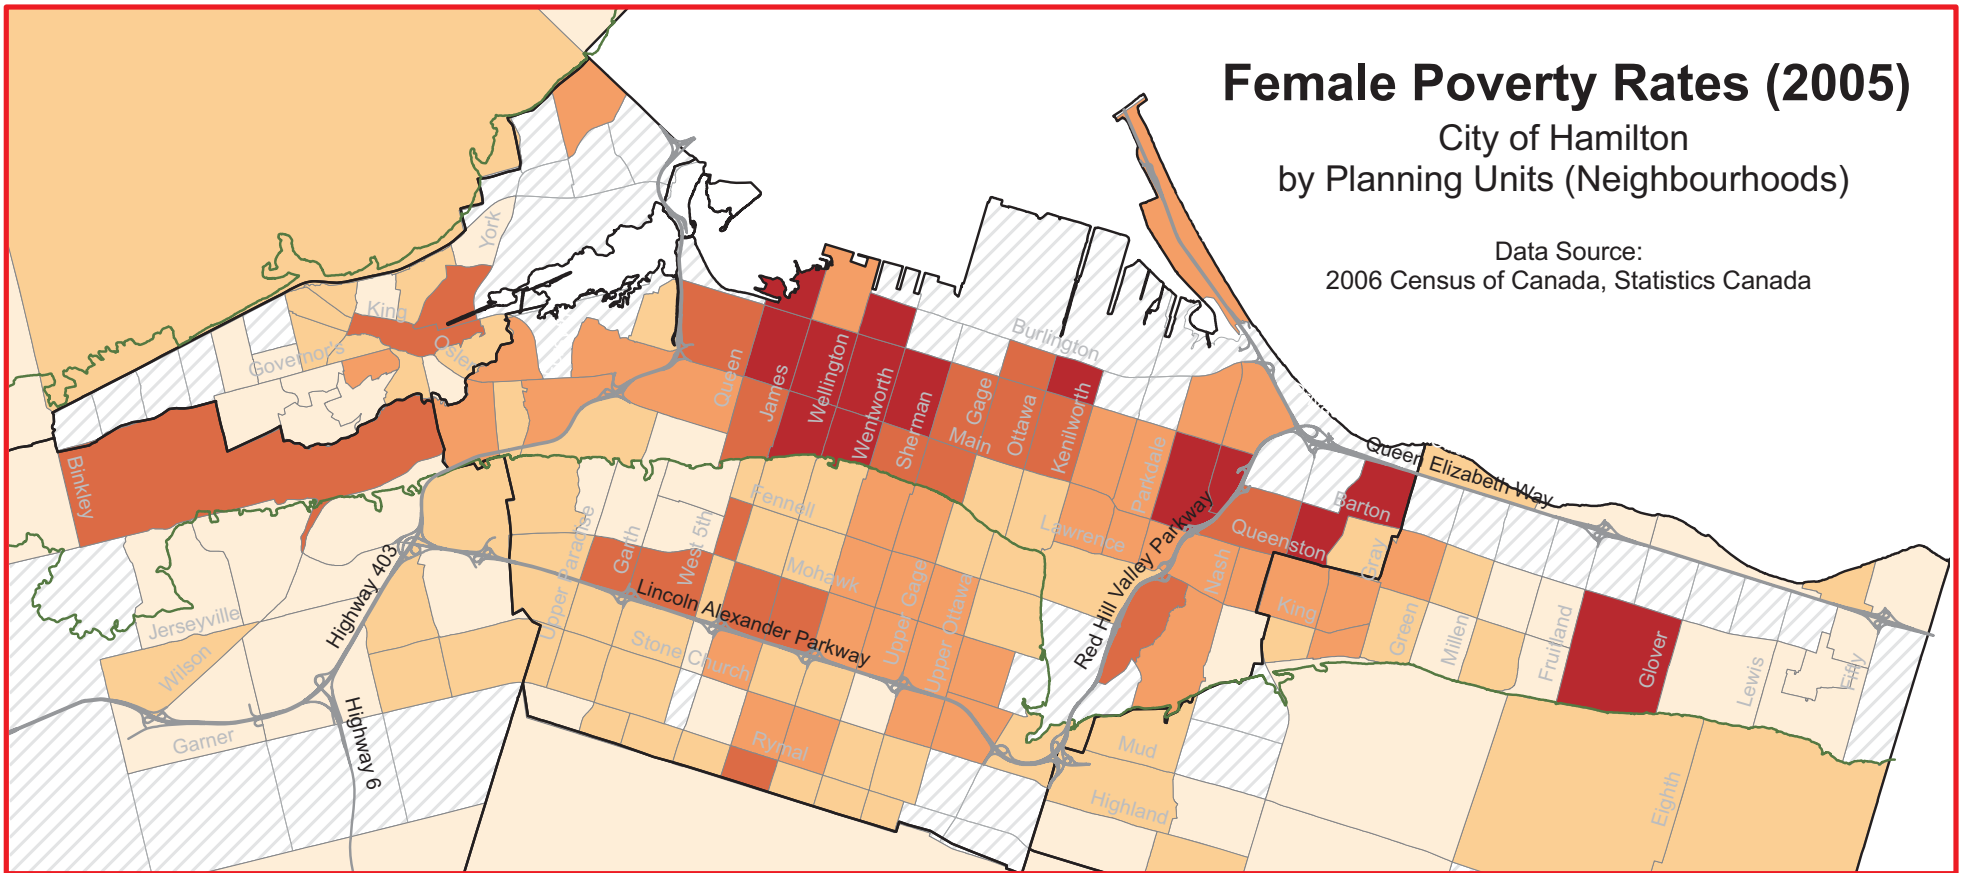 Female Poverty Rates (2005)
City of Hamilton
by Planning Units (Neighbourhoods)
Data Source:
2006 Census of Canada, Statistics Canada
York
King
Governor's
Osler
Binkley
Burlington
Queen
James
Wellington
Wentworth
Sherman
Gage
Main
Ottawa
Kenilworth
Parkdale
Queen Elizabeth Way
Barton
Queenston
Gray
Lawrence
Nash
Red Hill Valley Parkway
King
Green
Millen
Fruitland
Glover
Lewis
Fifty
Fennell
Upper Paradise
Garth
West 5th
Mohawk
Upper Gage
Upper Ottawa
Lincoln Alexander Parkway
Stone Church
Rymal
Highway 403
Jerseyville
Wilson
Garner
Highway 6
Mud
Highland
Eighth